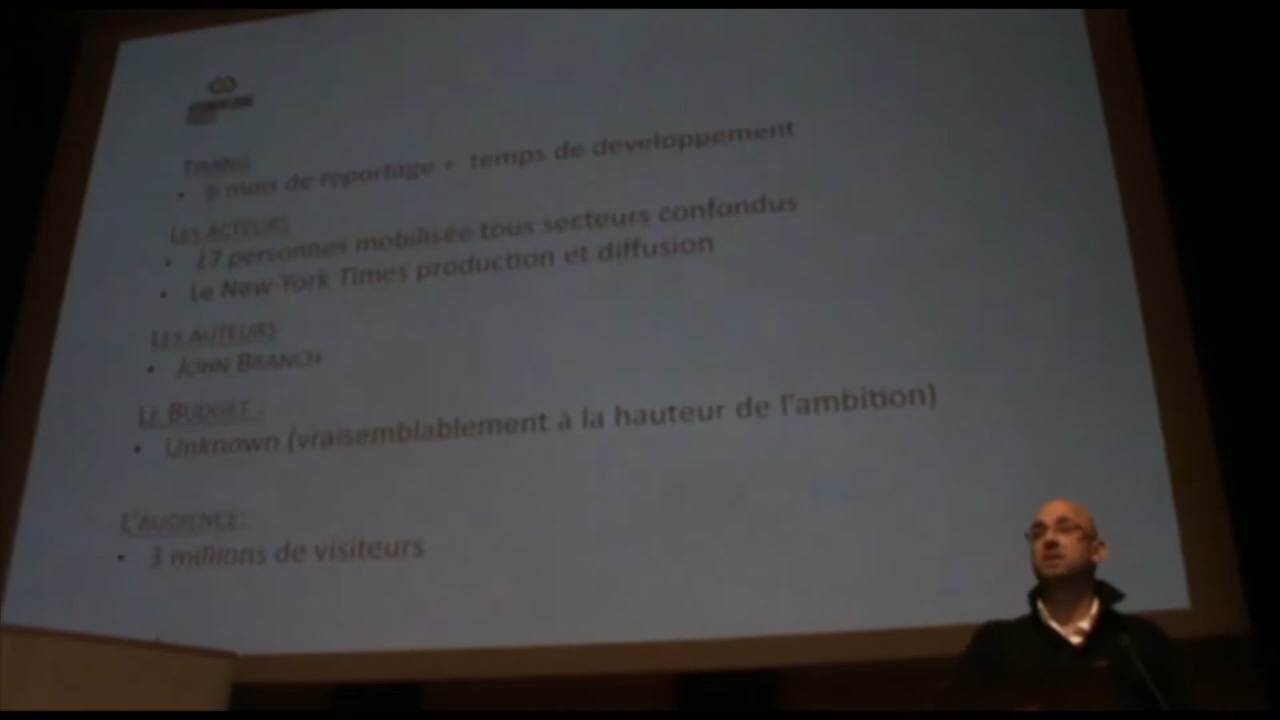 Timing
• 6 mois de reportage + temps de developpement
LES ACTEURS
• 17 personnes mobilisée tous secteurs confondus
• Le New-York Times production et diffusion
LES AUTEURS
• JOHN BRANCH
LE BUDGET :
• Unknown (vraisemblablement à la hauteur de l'ambition)
L'AUDIENCE :
• 3 millions de visiteurs